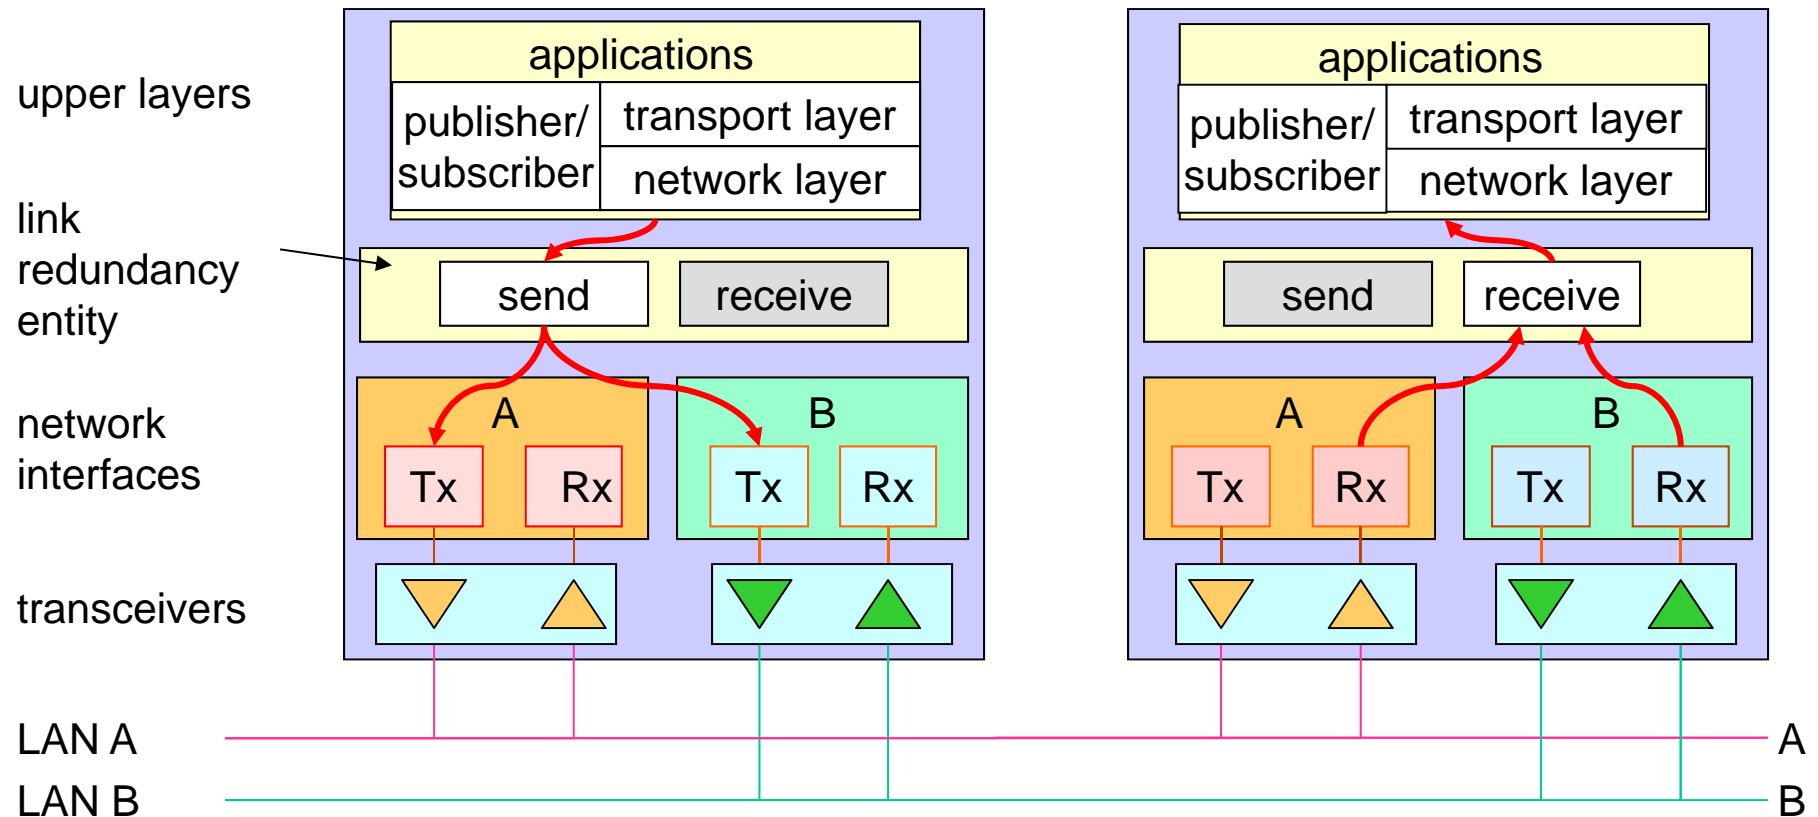 upper layers
link
redundancy
entity
network
interfaces
transceivers
LAN A
LAN B
applications
publisher/
subscriber
transport layer
network layer
send
receive
A
Tx
Rx
B
Tx
Rx
applications
publisher/
subscriber
transport layer
network layer
send
receive
A
Tx
Rx
B
Tx
Rx
A
B